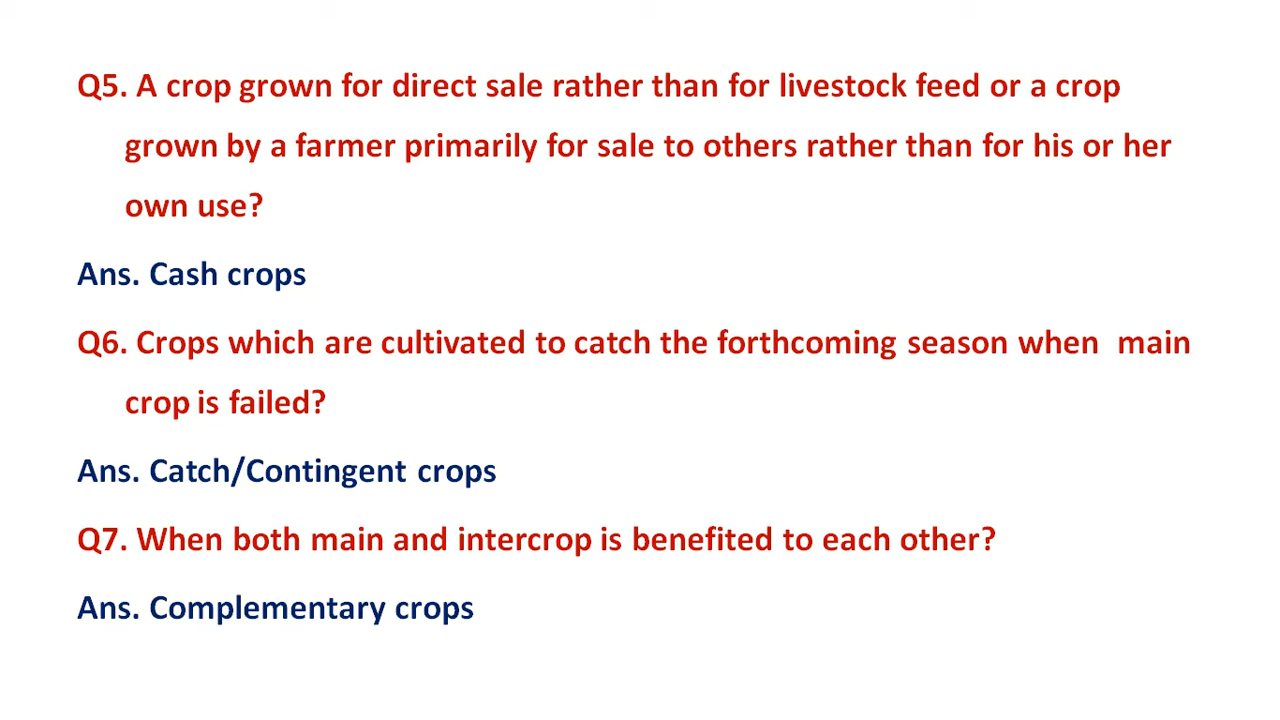 Q5. A crop grown for direct sale rather than for livestock feed or a crop
grown by a farmer primarily for sale to others rather than for his or her
own use?
Ans. Cash crops
Q6. Crops which are cultivated to catch the forthcoming season when  main
crop is failed?
Ans. Catch/Contingent crops
Q7. When both main and intercrop is benefited to each other?
Ans. Complementary crops